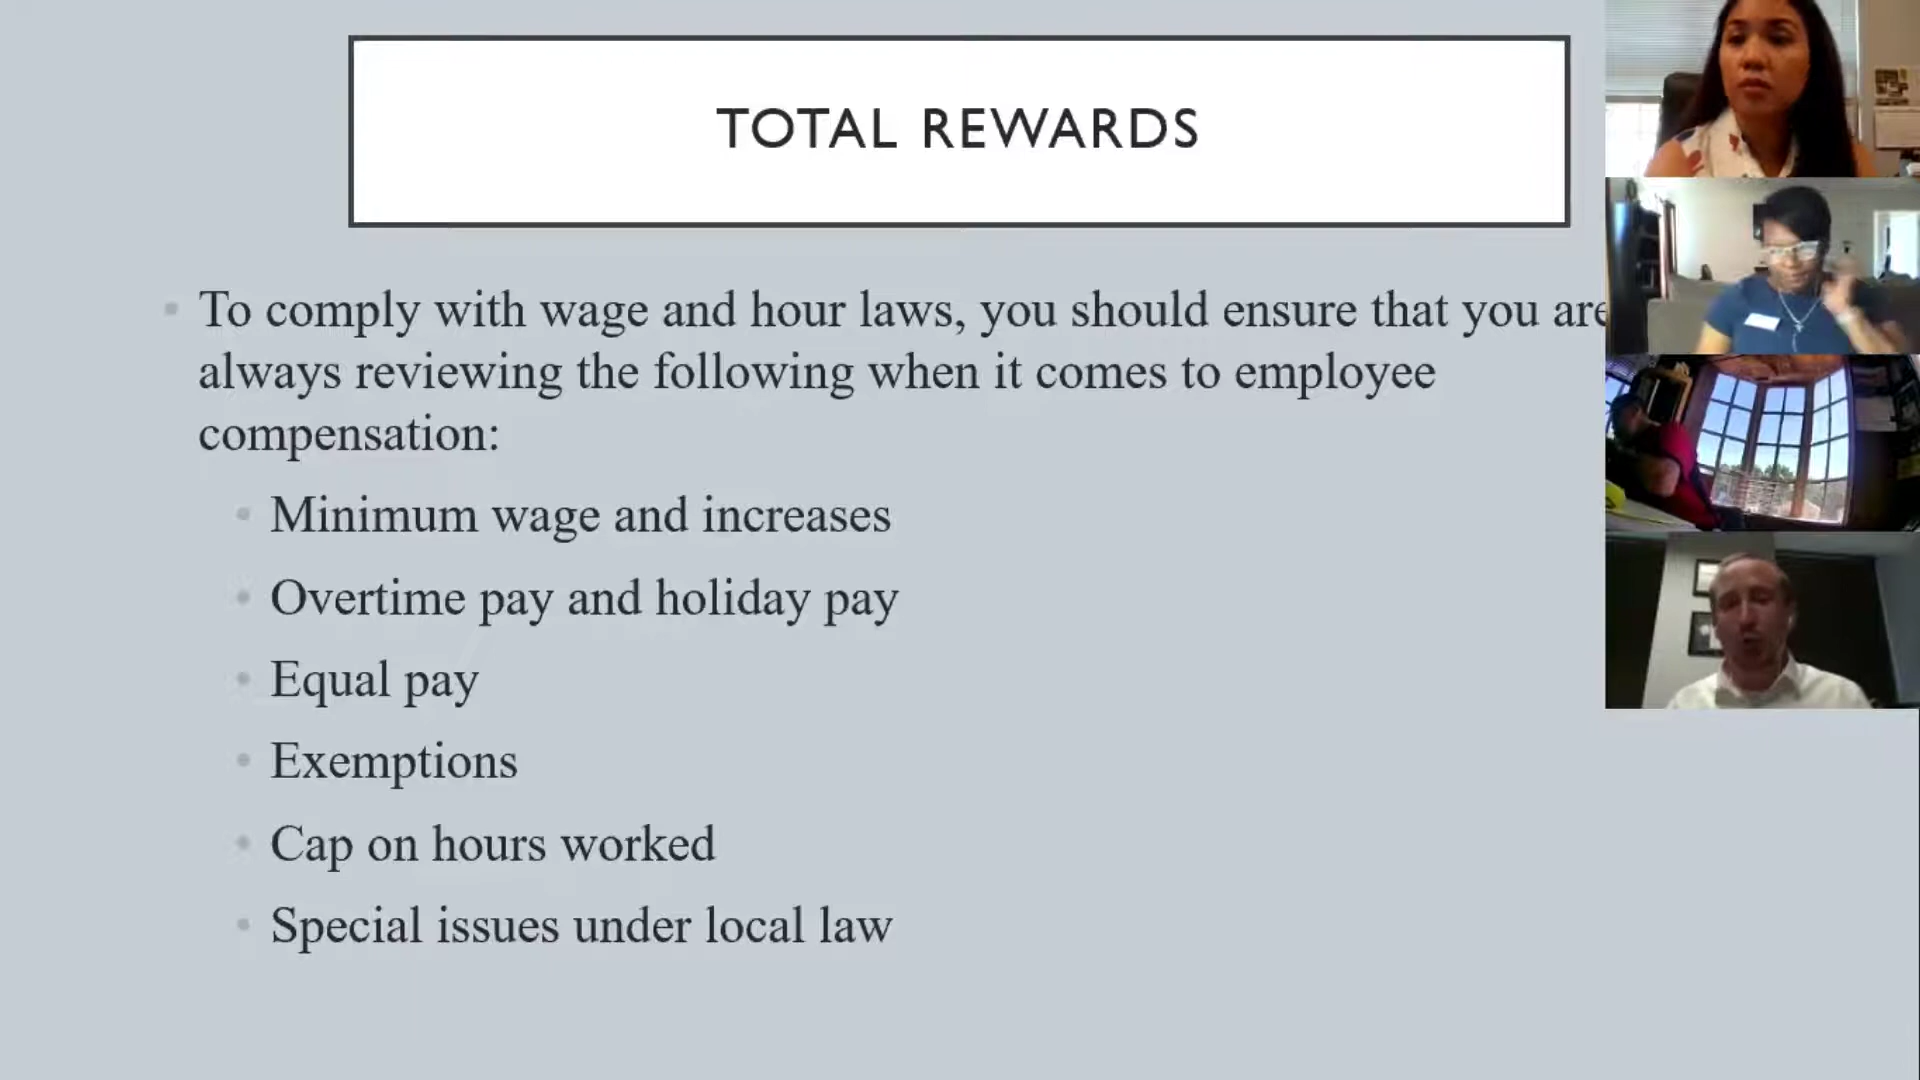 TOTAL REWARDS
To comply with wage and hour laws, you should ensure that you are
always reviewing the following when it comes to employee
compensation:
Minimum wage and increases
Overtime pay and holiday pay
Equal pay
Exemptions
Cap on hours worked
Special issues under local law